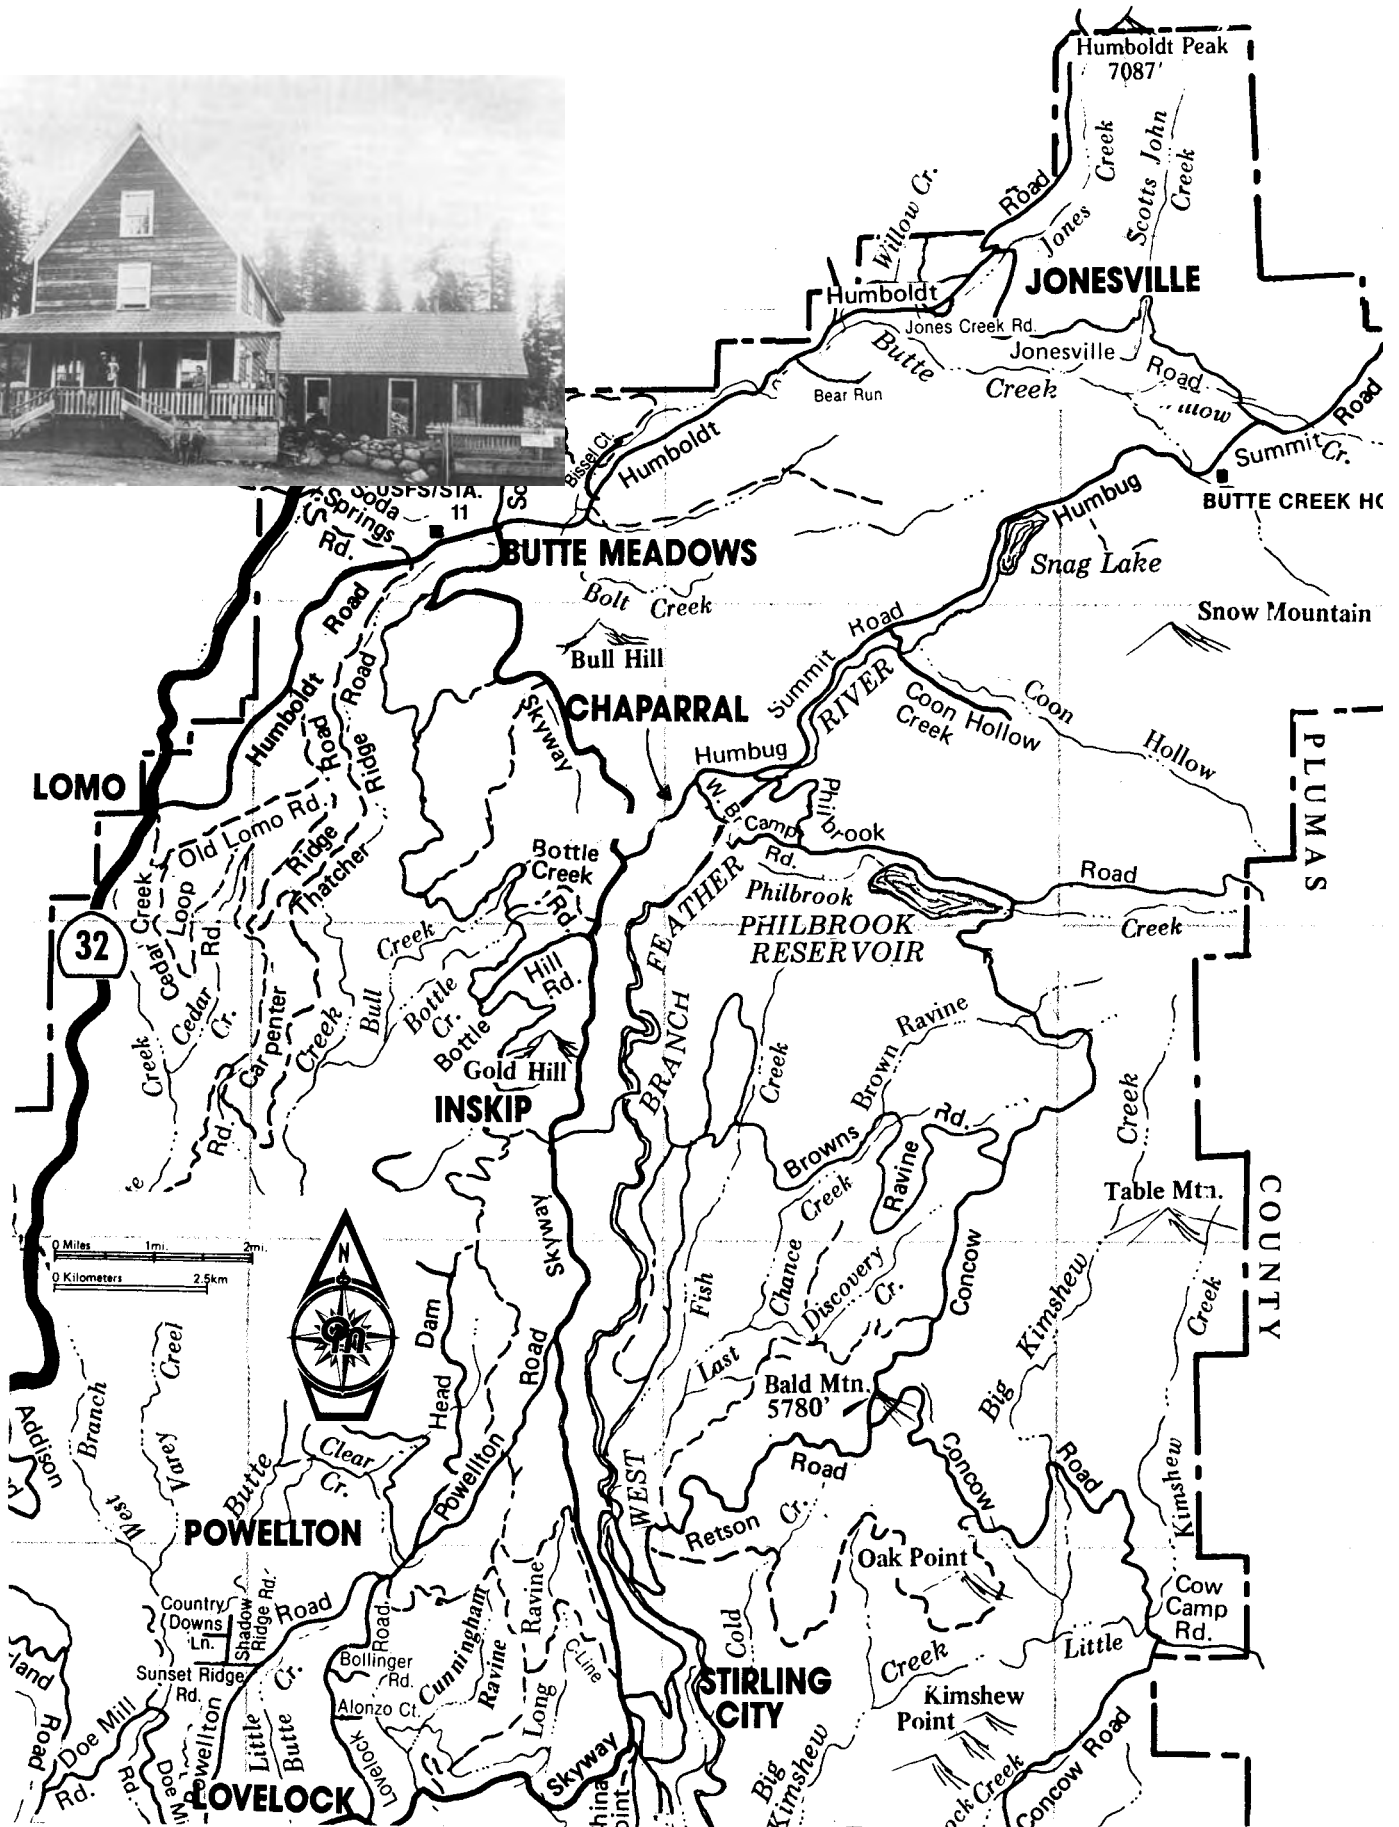 Humboldt Peak
7087'
Jones
Creek
Scotts John
Creek
Willow Cr.
Road
JONESVILLE
Humboldt
Jones Creek Rd.
Jonesville
Road
Butte
Creek
Bear Run
Road
Summit
Cr.
Humboldt
Bissel Ct.
USFS/STA.
11
Soda
Springs
Rd.
BUTTE MEADOWS
Humbug
BUTTE CREEK HO
Snag Lake
Bolt Creek
Snow Mountain
Bull Hill
Road
Summit
RIVER
Coon Hollow
Creek
Coon
Hollow
CHAPARRAL
Skyway
Humbug
Humboldt
Road
Road
Ridge
Road
LOMO
Old Lomo Rd.
Ridge
Thatcher
W. Br.
Camp
Rd.
Philbrook
Road
PLUMAS
COUNTY
Philbrook
Creek
PHILBROOK
RESERVOIR
FEATHER
BRANCH
WEST
Bottle
Creek
Rd.
32
Cedar Creek
Loop
Rd.
Cedar
Cr.
Creek
Carpenter
Rd.
Creek
Bull
Creek
Bottle
Cr.
Hill
Rd.
Bottle
Gold Hill
INSKIP
Brown Ravine
Creek
Browns
Rd.
Ravine
Creek
Table Mtn.
Creek
Big
Kimshew
Creek
Kimshew
0 Miles 1mi. 2mi.
0 Kilometers 2.5km
N
Skyway
Concow
Fish
Last
Chance
Creek
Discovery
Cr.
Bald Mtn.
5780'
Road
Concow
Road
Head
Dam
Road
Powellton
Addison
West
Branch
Varey
Butte
Clear
Cr.
POWELLTON
Retson
Cr.
Cold
Oak Point
Cow
Camp
Rd.
Country
Downs
Ln.
Shadow
Ridge Rd.
Road
Sunset Ridge
Rd.
Bollinger
Rd.
Road
Alonzo Ct.
Lovelock
Cunningham
Ravine
Long
Ravine
C-Line
STIRLING
CITY
Creek
Little
Kimshew
Point
Big
Kimshew
Creek
Concow Road
Road
Doe Mill
Rd.
Rd.
Little
Butte
Cr.
LOVELOCK
Skyway